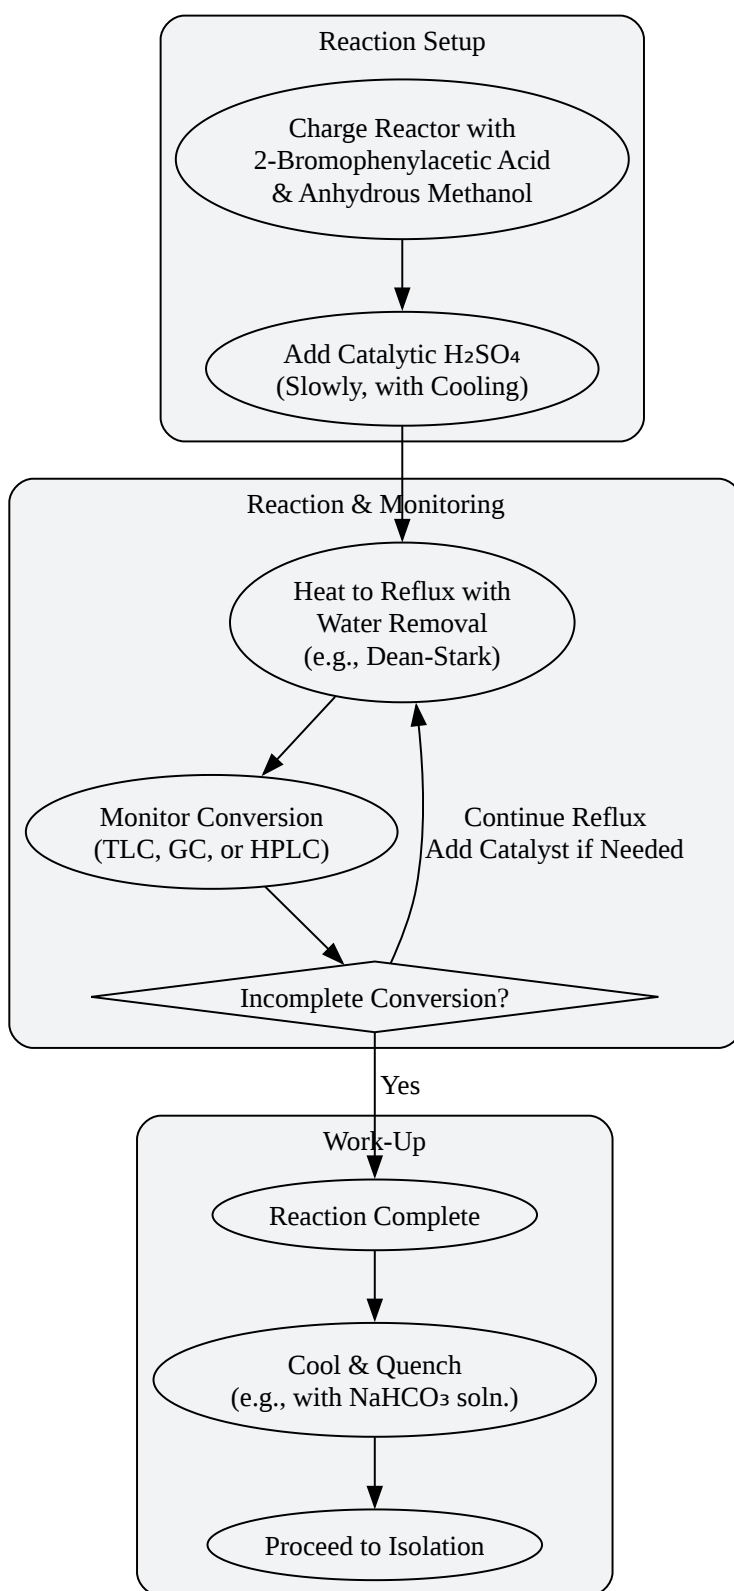 Reaction Setup
Charge Reactor with
2-Bromophenylacetic Acid
& Anhydrous Methanol
Add Catalytic H₂SO₄
(Slowly, with Cooling)
Reaction & Monitoring
Heat to Reflux with
Water Removal
(e.g., Dean-Stark)
Monitor Conversion
(TLC, GC, or HPLC)
Continue Reflux
Add Catalyst if Needed
Incomplete Conversion?
Yes
Work-Up
Reaction Complete
Cool & Quench
(e.g., with NaHCO₃ soln.)
Proceed to Isolation